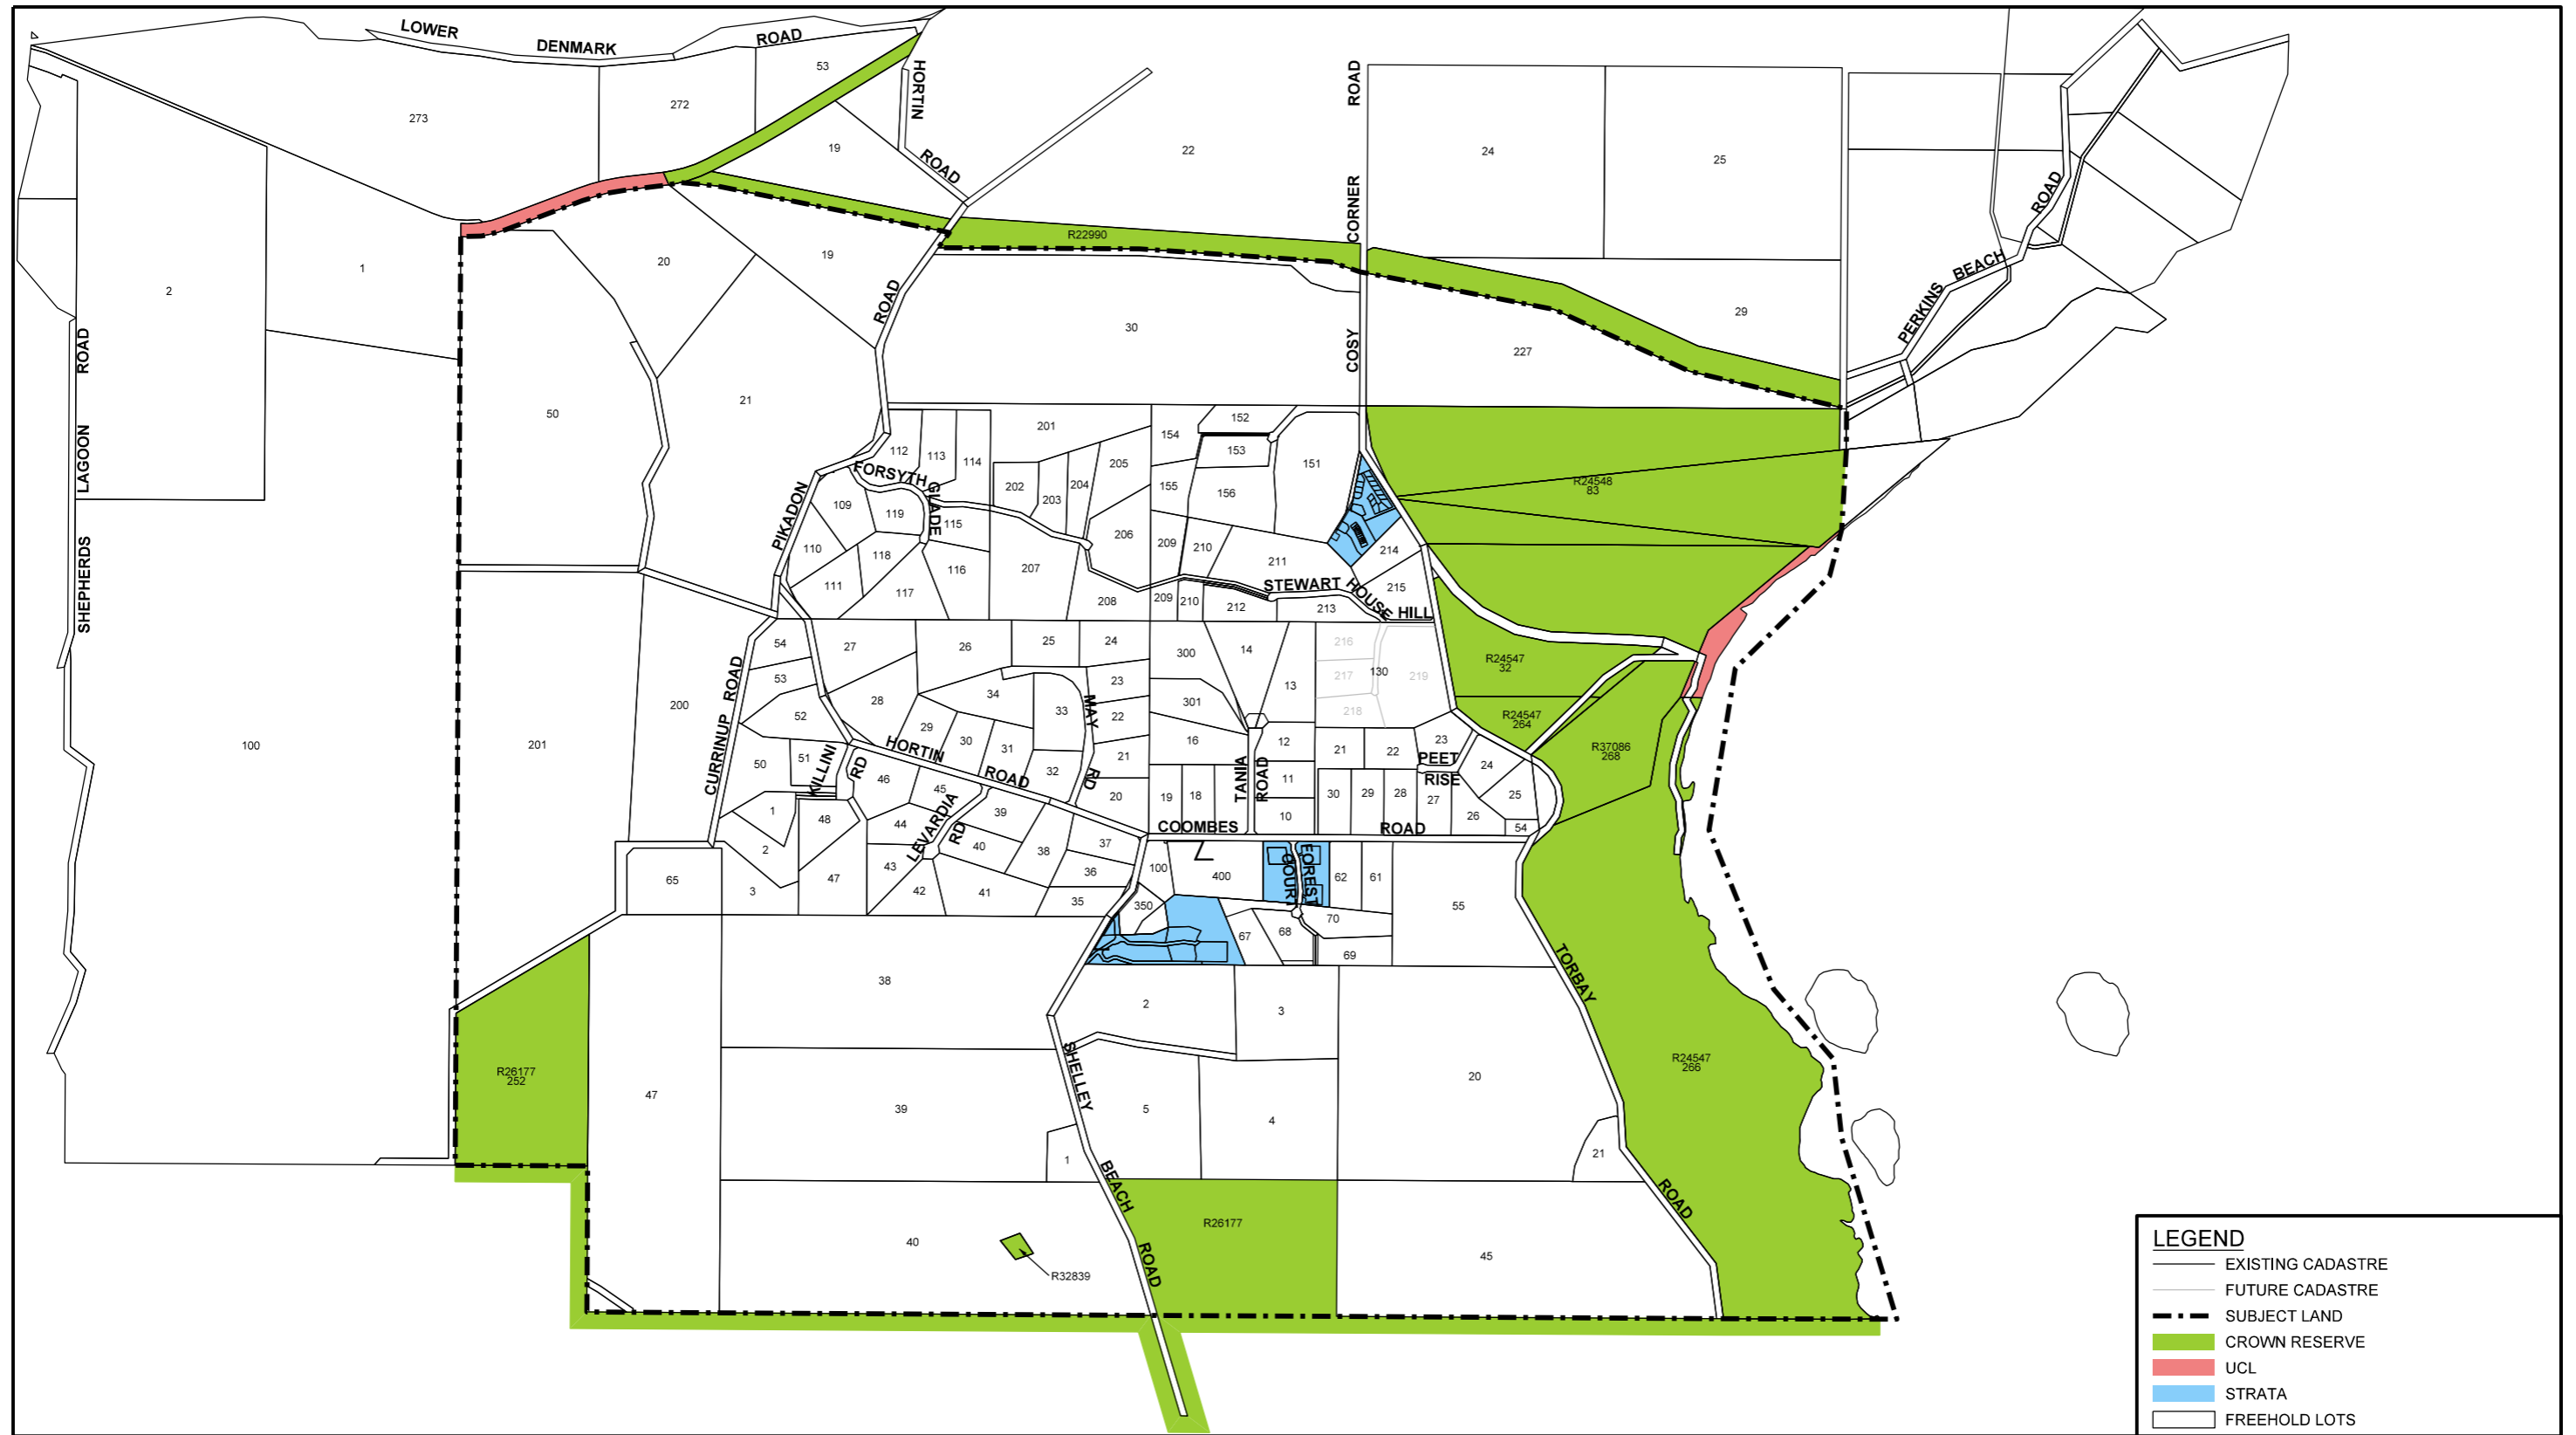 LOWER
DENMARK
ROAD
53
HORTIN
ROAD
273
272
19
ROAD
22
CORNER
ROAD
24
25
ROAD
BEACH
PERKINS
R22990
2
1
20
19
ROAD
30
COSY
227
29
ROAD
LAGOON
SHEPHERDS
50
21
201
152
154
153
151
112
113
114
205
FORSYTH
GLADE
202
203
204
155
156
R24548
83
PIKADON
109
119
115
206
209
210
211
214
110
118
116
207
111
117
208
209
210
212
213
215
STEWART
HOUSE
HILL
54
27
26
25
24
300
14
216
130
219
R24547
32
53
23
13
217
200
28
34
301
218
R24547
264
CURRINUP
ROAD
52
29
33
MAY
RD
22
30
31
16
12
21
22
23
PEET
RISE
R37086
268
100
201
50
51
KILLINI
RD
HORTIN
ROAD
46
32
21
TANIA
ROAD
11
24
45
20
19
18
30
29
28
27
25
1
48
44
LEVARDIA
RD
39
10
26
54
COOMBES
ROAD
2
40
38
37
43
47
36
100
400
FOREST
COURT
62
61
65
3
42
41
35
350
55
70
67
68
69
TORBAY
38
2
3
R26177
252
47
39
SHELLEY
5
4
20
R24547
266
1
21
BEACH
ROAD
40
R32839
R26177
45
ROAD
LEGEND
EXISTING CADASTRE
FUTURE CADASTRE
SUBJECT LAND
CROWN RESERVE
UCL
STRATA
FREEHOLD LOTS